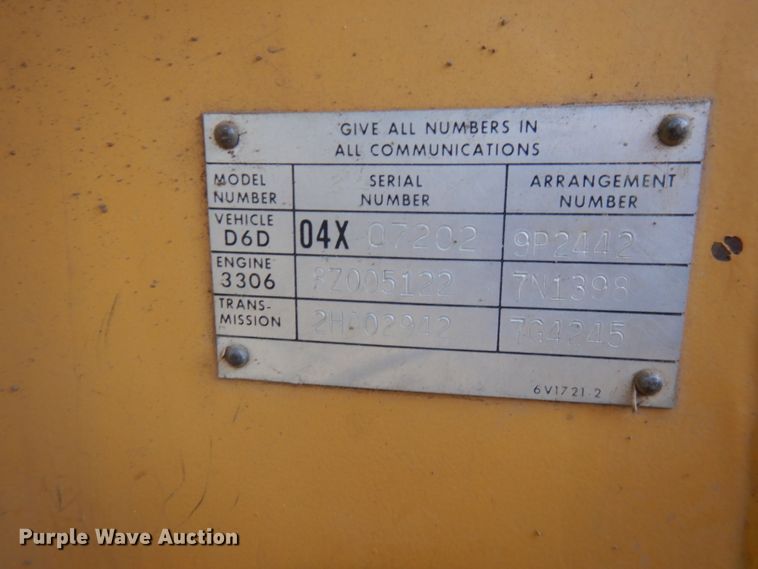 GIVE ALL NUMBERS IN
ALL COMMUNICATIONS
MODEL NUMBER SERIAL NUMBER ARRANGEMENT NUMBER
VEHICLE D6D 04X 07202 9P2442
ENGINE 3306 7N1398
TRANS-MISSION 7G4245
6V1721-2
Purple Wave Auction